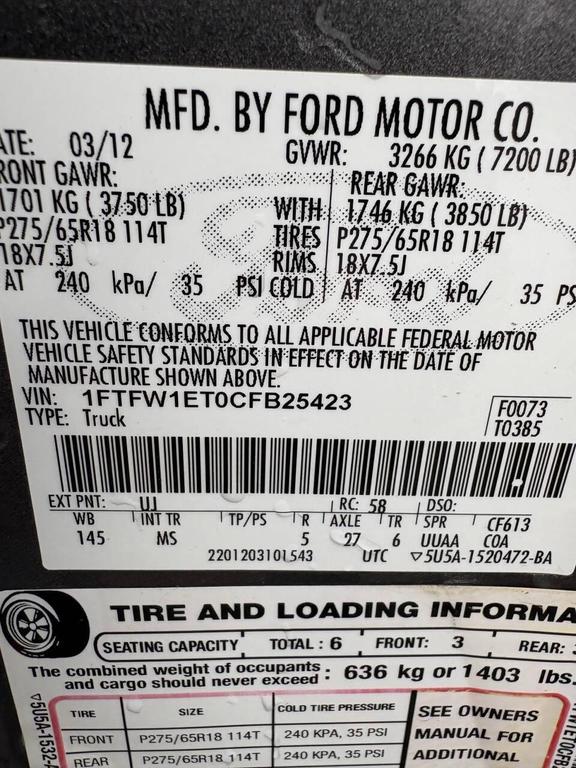 MFD. BY FORD MOTOR CO.
ATE: 03/12 GVWR: 3266 KG ( 7200 LB)
RONT GAWR: REAR GAWR:
1701 KG ( 3750 LB) WITH 1746 KG ( 3850 LB)
P275/65R18 114T TIRES P275/65R18 114T
18X7.5J RIMS 18X7.5J
AT 240 kPa/ 35 PSI COLD AT 240 kPa/ 35 PS
Ford
THIS VEHICLE CONFORMS TO ALL APPLICABLE FEDERAL MOTOR
VEHICLE SAFETY STANDARDS IN EFFECT ON THE DATE OF
MANUFACTURE SHOWN ABOVE.
VIN: 1FTFW1ET0CFB25423 F0073
TYPE: Truck T0385
EXT PNT: UJ RC: 58 DSO:
WB INT TR TP/PS R AXLE TR SPR CF613
145 MS 5 27 6 UUAA COA
2201203101543 UTC ▽5U5A-1520472-BA
TIRE AND LOADING INFORMA
SEATING CAPACITY TOTAL : 6 FRONT: 3 REAR: 3
The combined weight of occupants
and cargo should never exceed : 636 kg or 1403 lbs.
TIRE SIZE COLD TIRE PRESSURE SEE OWNERS
FRONT P275/65R18 114T 240 KPA, 35 PSI MANUAL FOR
REAR P275/65R18 114T 240 KPA, 35 PSI ADDITIONAL
▽5U5A-1532